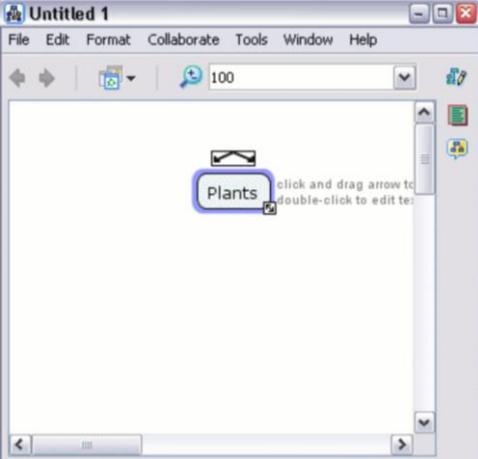 Untitled 1
File Edit Format Collaborate Tools Window Help
100
Plants
click and drag arrow to
double-click to edit